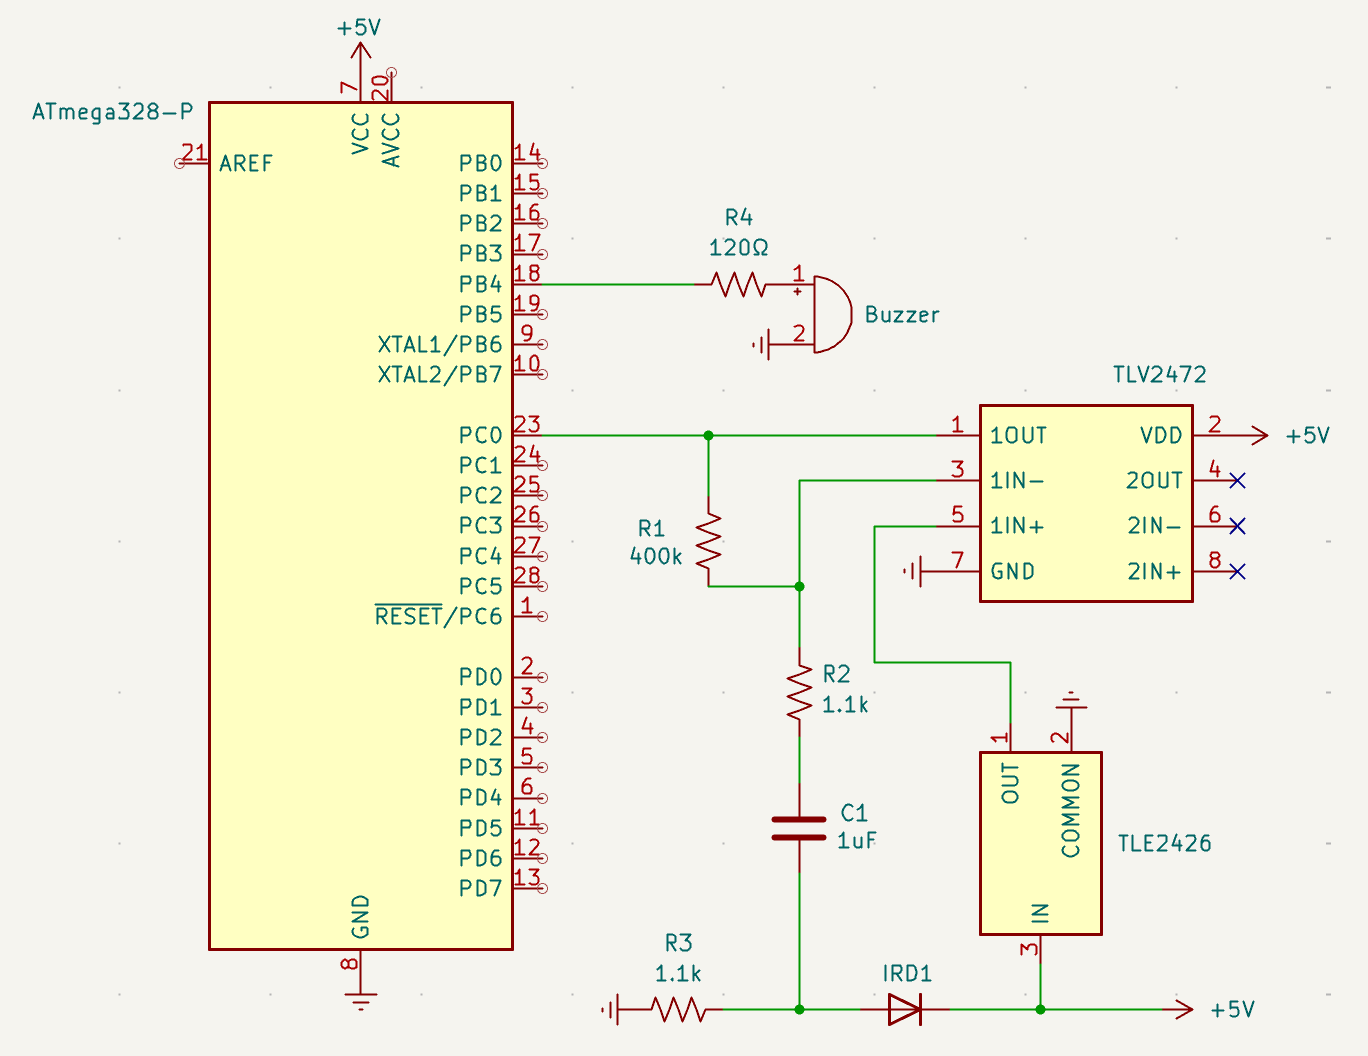 +5V
ATmega328-P
7
20
VCC
AVCC
21
AREF
PB0
14
PB1
15
PB2
16
PB3
17
PB4
18
PB5
19
XTAL1/PB6
9
XTAL2/PB7
10
PC0
23
PC1
24
PC2
25
PC3
26
PC4
27
PC5
28
RESET/PC6
1
PD0
2
PD1
3
PD2
4
PD3
5
PD4
6
PD5
11
PD6
12
PD7
13
GND
8
R4
120Ω
1
+
2
Buzzer
TLV2472
1
1OUT
VDD
2
+5V
3
1IN-
2OUT
4
5
1IN+
2IN-
6
7
GND
2IN+
8
R1
400k
R2
1.1k
C1
1uF
1
2
OUT
COMMON
TLE2426
IN
3
R3
1.1k
IRD1
+5V